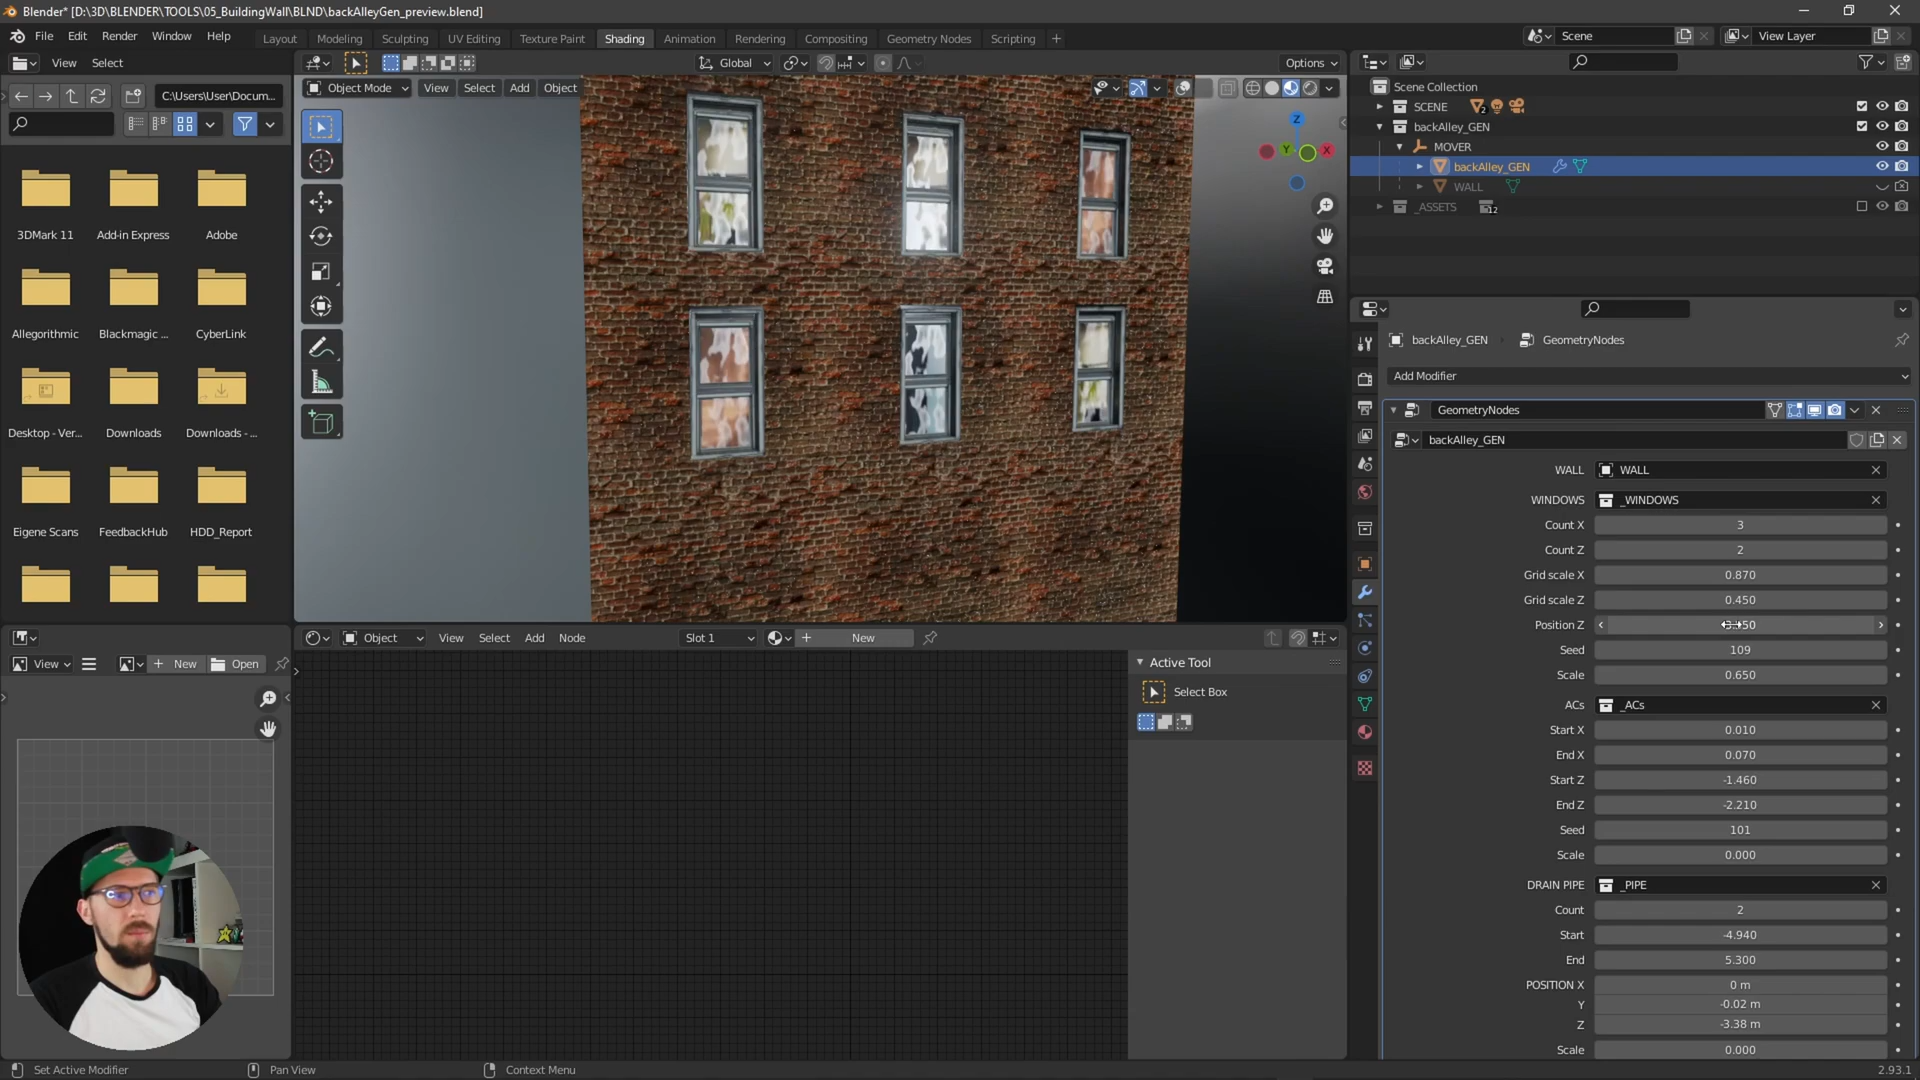 Blender* [D:\3D\BLENDER\TOOLS\05_BuildingWall\BLND\backAlleyGen_preview.blend]
File Edit Render Window Help
Layout Modeling Sculpting UV Editing Texture Paint Shading Animation Rendering Compositing Geometry Nodes Scripting +
Scene
View Layer
View Select
Global
Options
C:\Users\User\Docum...
Object Mode View Select Add Object
Z
Y
X
Scene Collection
SCENE
2
backAlley_GEN
MOVER
backAlley_GEN
WALL
_ASSETS
12
3DMark 11
Add-in Express
Adobe
Allegorithmic
Blackmagic ...
CyberLink
Desktop - Ver...
Downloads
Downloads - ...
Eigene Scans
FeedbackHub
HDD_Report
backAlley_GEN
GeometryNodes
Add Modifier
GeometryNodes
backAlley_GEN
WALL WALL
WINDOWS _WINDOWS
Count X 3
Count Z 2
Grid scale X 0.870
Grid scale Z 0.450
Position Z
Seed 109
Scale 0.650
ACs _ACs
Start X 0.010
End X 0.070
Start Z -1.460
End Z -2.210
Seed 101
Scale 0.000
DRAIN PIPE _PIPE
Count 2
Start -4.940
End 5.300
POSITION X 0 m
Y -0.02 m
Z -3.38 m
Scale 0.000
Object View Select Add Node Slot 1 New
View New Open
Active Tool
Select Box
Set Active Modifier
Pan View
Context Menu
2.93.1